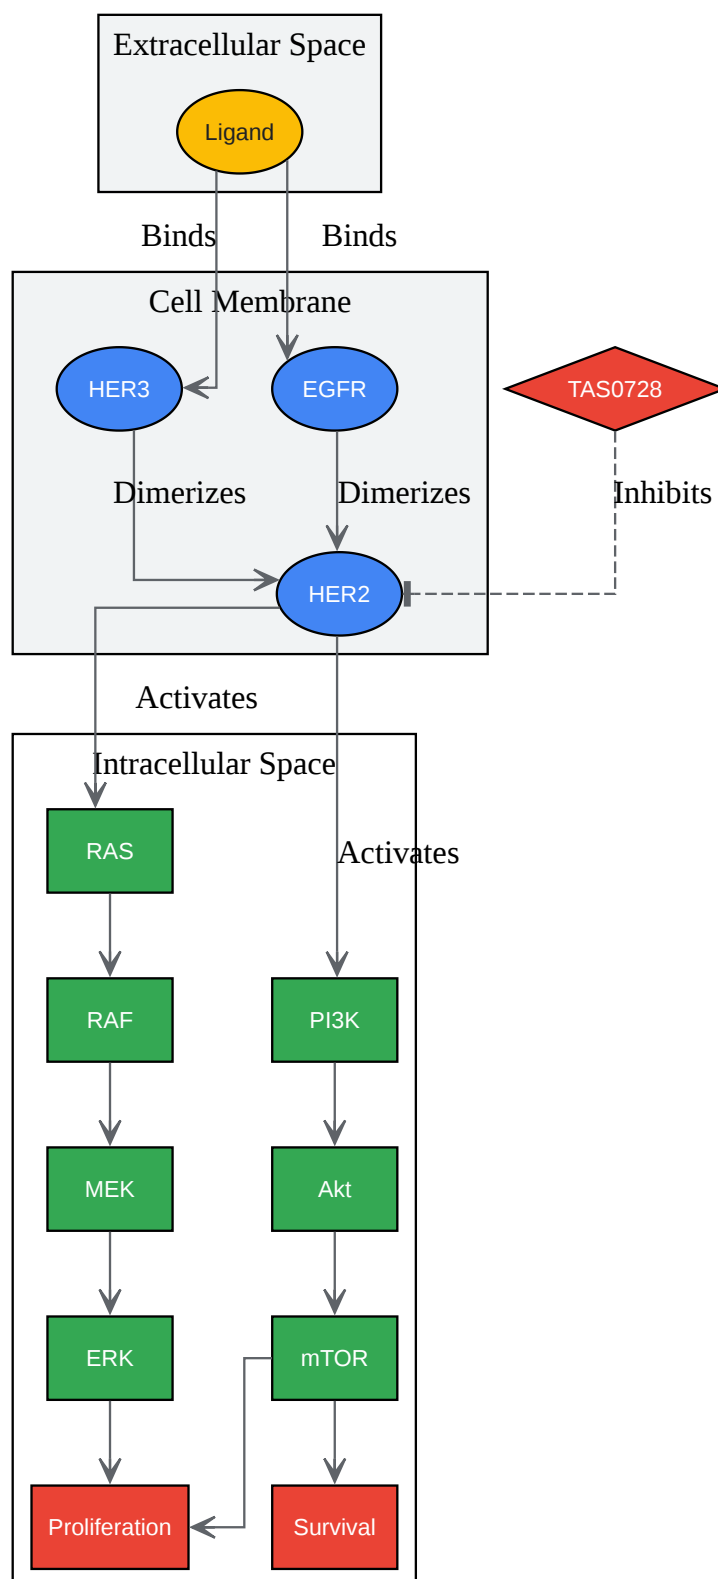 Extracellular Space
Ligand
Binds
Binds
Cell Membrane
HER3
EGFR
TAS0728
Dimerizes
Dimerizes
Inhibits
HER2
Activates
Intracellular Space
RAS
Activates
RAF
PI3K
MEK
Akt
ERK
mTOR
Proliferation
Survival